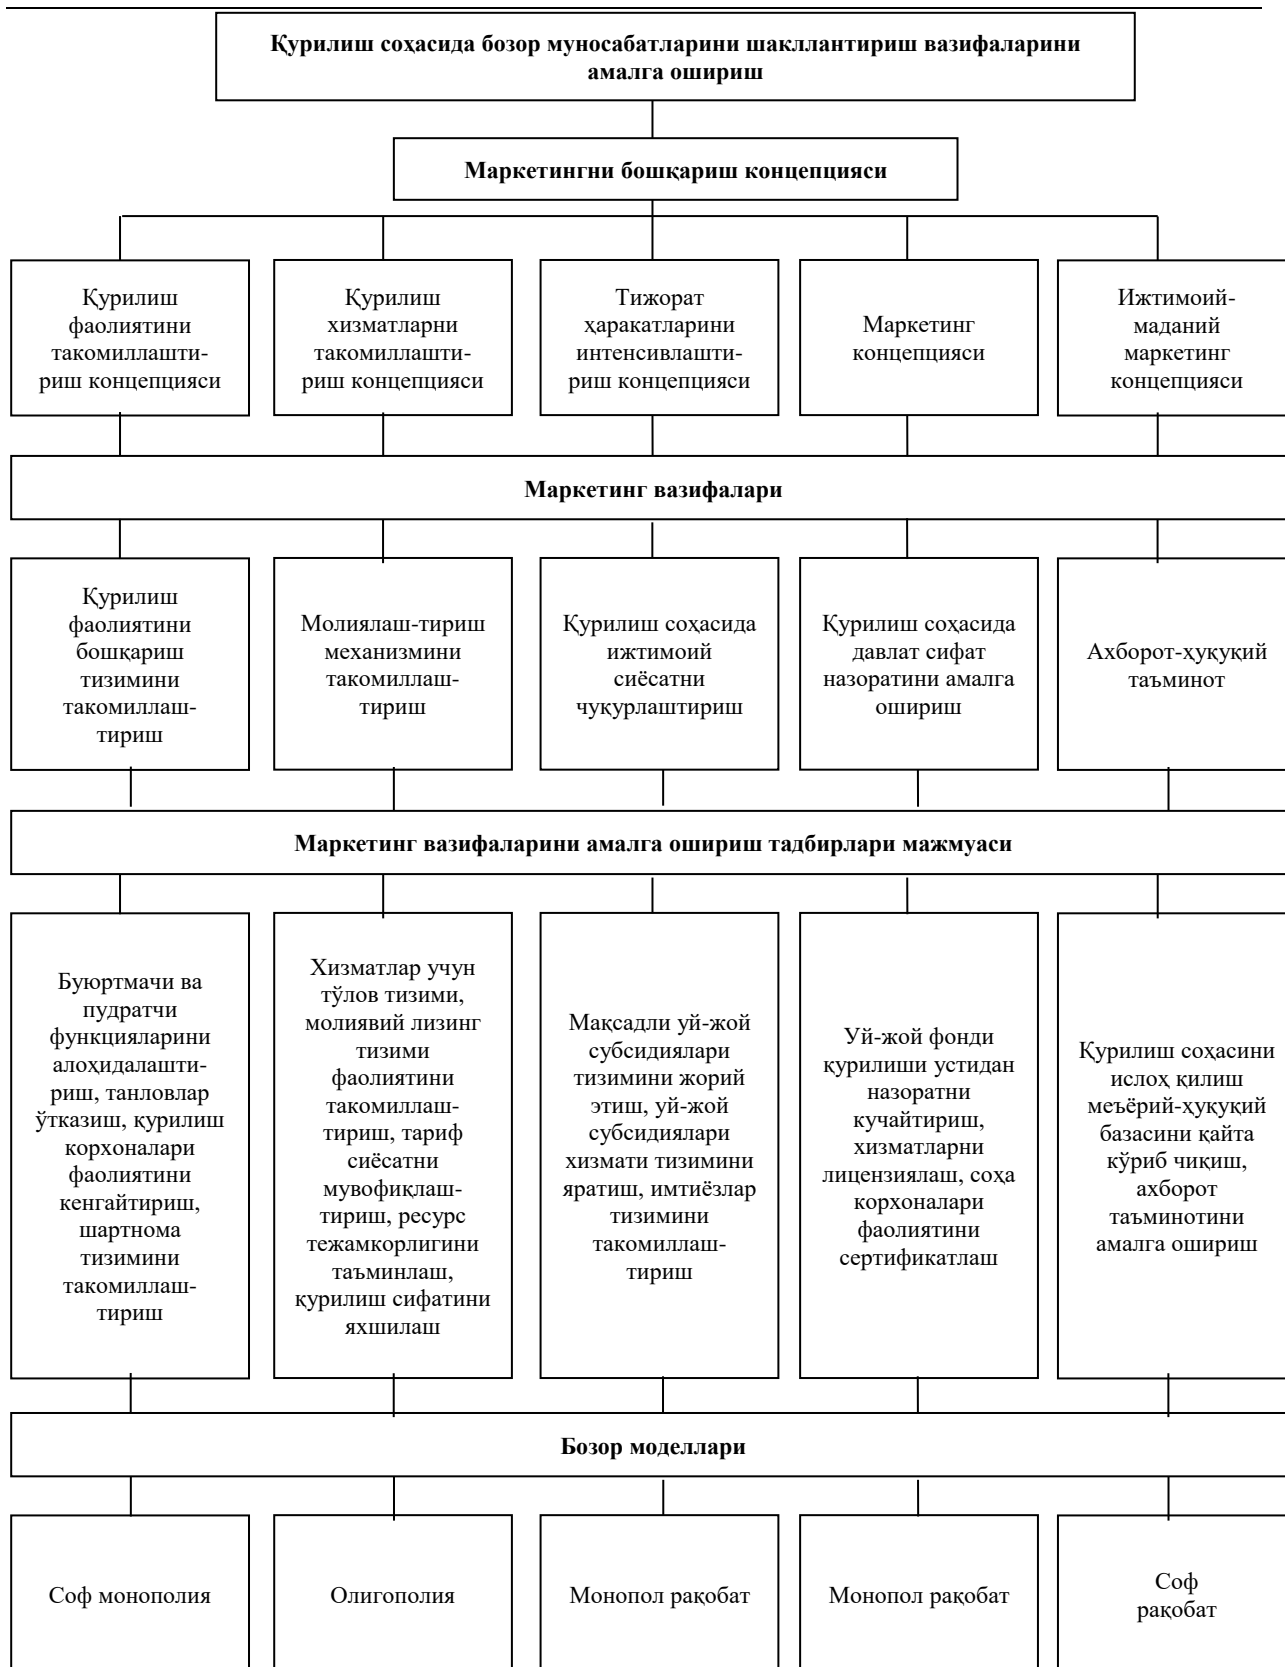 Қурилиш соҳасида бозор муносабатларини шакллантириш вазифаларини
амалга ошириш
Маркетингни бошқариш концепцияси
Қурилиш
фаолиятини
такомиллашти-
риш концепцияси
Қурилиш
хизматларни
такомиллашти-
риш концепцияси
Тижорат
ҳаракатларини
интенсивлашти-
риш концепцияси
Маркетинг
концепцияси
Ижтимоий-
маданий
маркетинг
концепцияси
Маркетинг вазифалари
Қурилиш
фаолиятини
бошқариш
тизимини
такомиллаш-
тириш
Молиялаш-тириш
механизмини
такомиллаш-
тириш
Қурилиш соҳасида
ижтимоий
сиёсатни
чуқурлаштириш
Қурилиш соҳасида
давлат сифат
назоратини амалга
ошириш
Ахборот-ҳуқуқий
таъминот
Маркетинг вазифаларини амалга ошириш тадбирлари мажмуаси
Буюртмачи ва
пудратчи
функцияларини
алоҳидалашти-
риш, танловлар
ўтказиш, қурилиш
корхоналари
фаолиятини
кенгайтириш,
шартнома
тизимини
такомиллаш-
тириш
Хизматлар учун
тўлов тизими,
молиявий лизинг
тизими
фаолиятини
такомиллаш-
тириш, тариф
сиёсатни
мувофиқлаш-
тириш, ресурс
тежамкорлигини
таъминлаш,
қурилиш сифатини
яхшилаш
Мақсадли уй-жой
субсидиялари
тизимини жорий
этиш, уй-жой
субсидиялари
хизмати тизимини
яратиш, имтиёзлар
тизимини
такомиллаш-
тириш
Уй-жой фонди
қурилиши устидан
назоратни
кучайтириш,
хизматларни
лицензиялаш, соҳа
корхоналари
фаолиятини
сертификатлаш
Қурилиш соҳасини
ислоҳ қилиш
меъёрий-ҳуқуқий
базасини қайта
кўриб чиқиш,
ахборот
таъминотини
амалга ошириш
Бозор моделлари
Соф монополия
Олигополия
Монопол рақобат
Монопол рақобат
Соф
рақобат